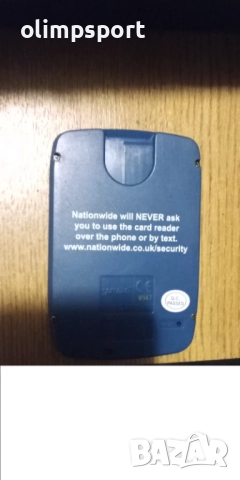 olimpsport
Nationwide will NEVER ask
you to use the card reader
over the phone or by text.
www.nationwide.co.uk/security
CE
BAZAR